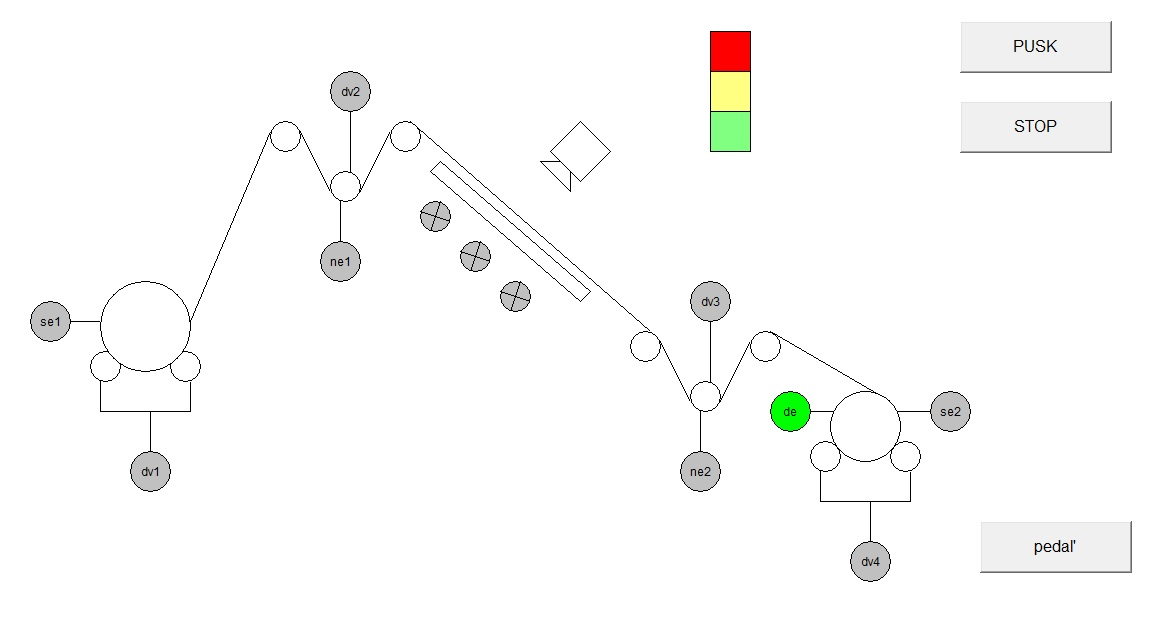 PUSK
dv2
STOP
ne1
dv3
se1
de
se2
dv1
ne2
pedal'
dv4